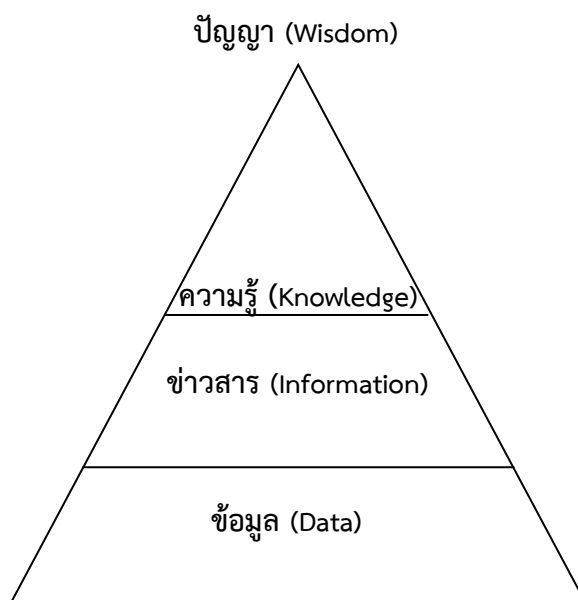 ปัญญา (Wisdom)
ความรู้ (Knowledge)
ข่าวสาร (Information)
ข้อมูล (Data)